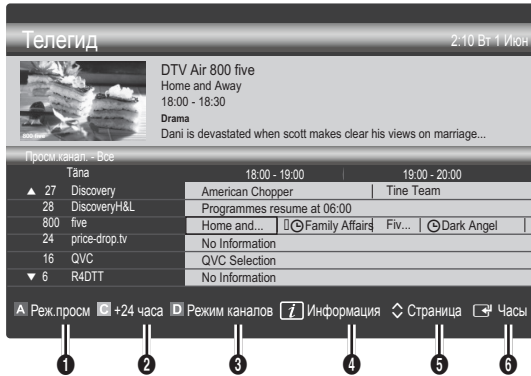 Телегид 2:10 Вт 1 Июн
DTV Air 800 five
Home and Away
18:00 - 18:30
Drama
Dani is devastated when scott makes clear his views on marriage...
Просм.канал. - Все
Täna 18:00 - 19:00 19:00 - 20:00
▲ 27 Discovery American Chopper Tine Team
28 DiscoveryH&L Programmes resume at 06:00
800 five Home and... Family Affairs Fiv... Dark Angel
24 price-drop.tv No Information
16 QVC QVC Selection
▼ 6 R4DTT No Information
A Реж.просм C +24 часа D Режим каналов i Информация Страница Часы
1 2 3 4 5 6